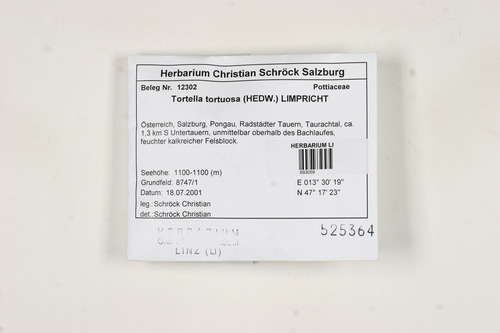 Herbarium Christian Schröck Salzburg
Beleg Nr. 12302 Pottiaceae
Tortella tortuosa (HEDW.) LIMPRICHT
Österreich, Salzburg, Pongau, Radstädter Tauern, Taurachtal, ca.
1,3 km S Untertauern, unmittelbar oberhalb des Bachlaufes,
feuchter kalkreicher Felsblock.
HERBARIUM LI
693059
Seehöhe: 1100-1100 (m)
Grundfeld: 8747/1 E 013° 30' 19"
Datum: 18.07.2001 N 47° 17' 23"
leg.:Schröck Christian
det.:Schröck Christian
HERBARIUM
525364
LINZ (LI)